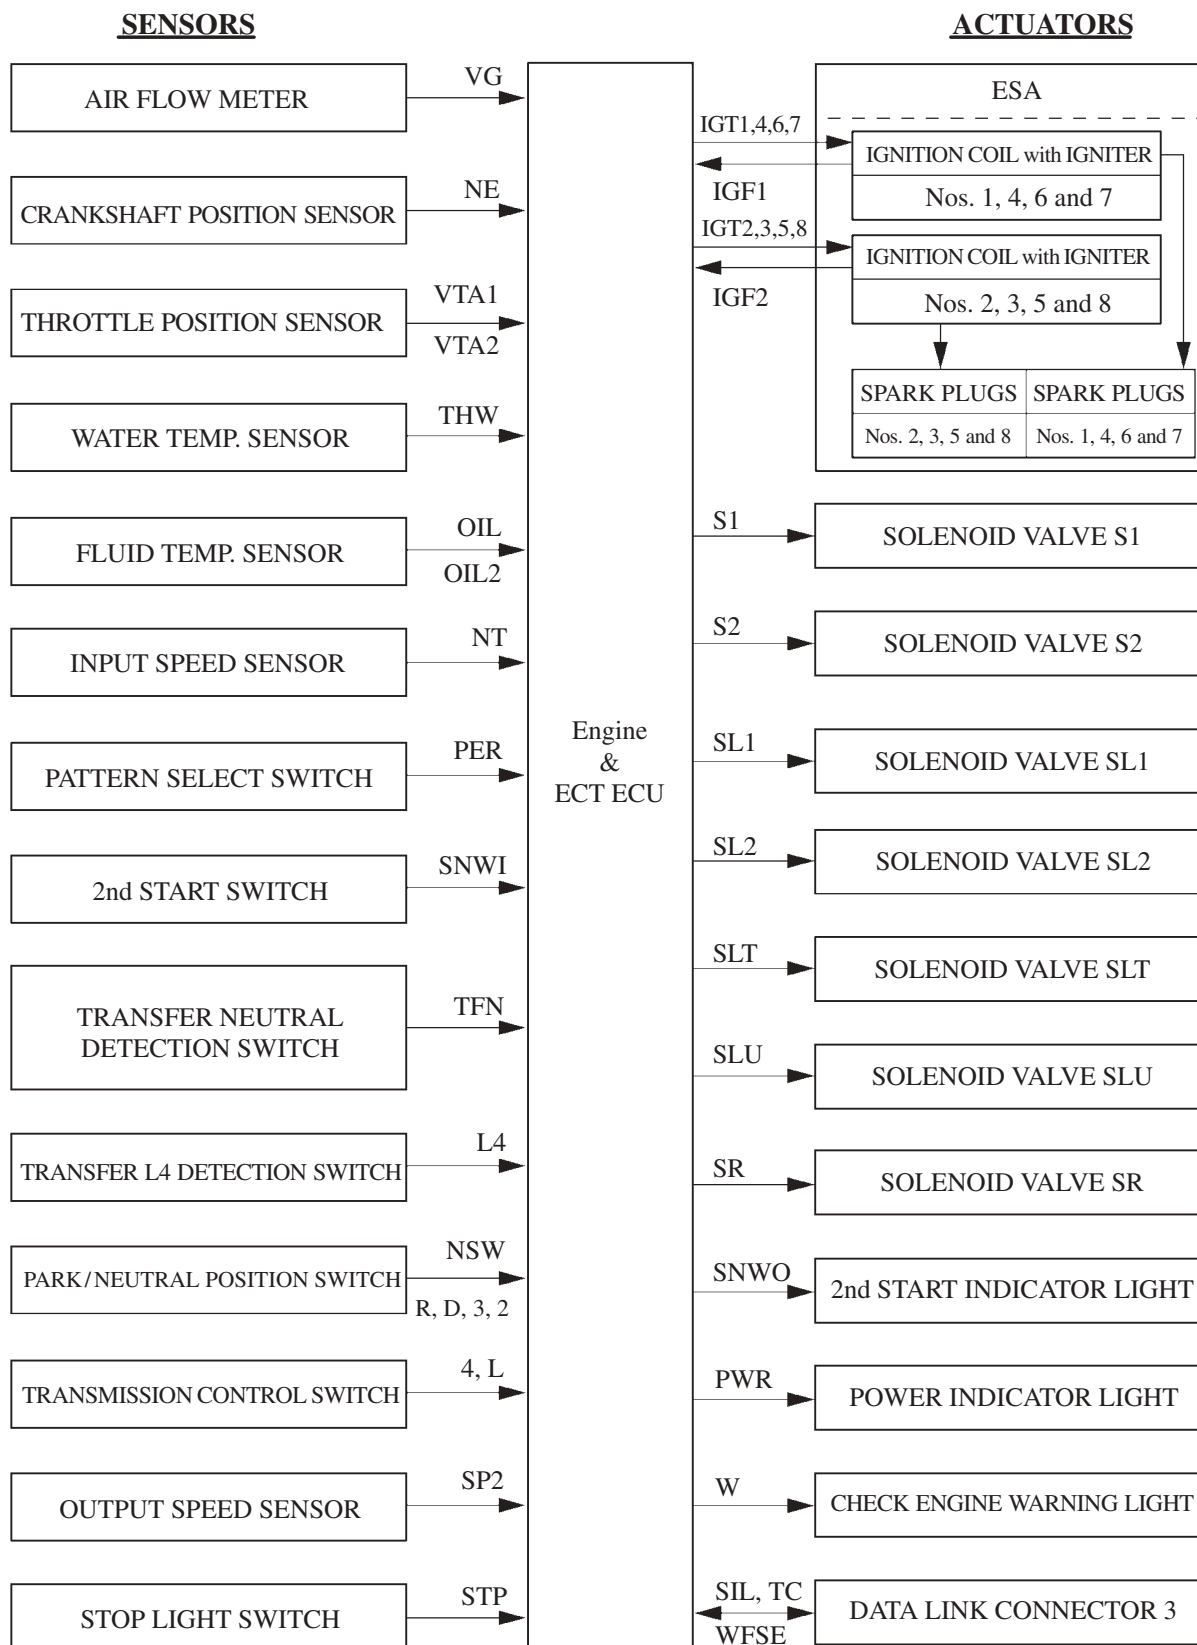 SENSORS
AIR FLOW METER
VG
CRANKSHAFT POSITION SENSOR
NE
THROTTLE POSITION SENSOR
VTA1
VTA2
WATER TEMP. SENSOR
THW
FLUID TEMP. SENSOR
OIL
OIL2
INPUT SPEED SENSOR
NT
PATTERN SELECT SWITCH
PER
2nd START SWITCH
SNWI
TRANSFER NEUTRAL
DETECTION SWITCH
TFN
TRANSFER L4 DETECTION SWITCH
L4
PARK/NEUTRAL POSITION SWITCH
NSW
R, D, 3, 2
TRANSMISSION CONTROL SWITCH
4, L
OUTPUT SPEED SENSOR
SP2
STOP LIGHT SWITCH
STP
Engine
&
ECT ECU
ACTUATORS
ESA
IGT1,4,6,7
IGF1
IGNITION COIL with IGNITER
Nos. 1, 4, 6 and 7
IGT2,3,5,8
IGF2
IGNITION COIL with IGNITER
Nos. 2, 3, 5 and 8
SPARK PLUGS
Nos. 2, 3, 5 and 8
SPARK PLUGS
Nos. 1, 4, 6 and 7
S1
SOLENOID VALVE S1
S2
SOLENOID VALVE S2
SL1
SOLENOID VALVE SL1
SL2
SOLENOID VALVE SL2
SLT
SOLENOID VALVE SLT
SLU
SOLENOID VALVE SLU
SR
SOLENOID VALVE SR
SNWO
2nd START INDICATOR LIGHT
PWR
POWER INDICATOR LIGHT
W
CHECK ENGINE WARNING LIGHT
SIL, TC
WFSE
DATA LINK CONNECTOR 3